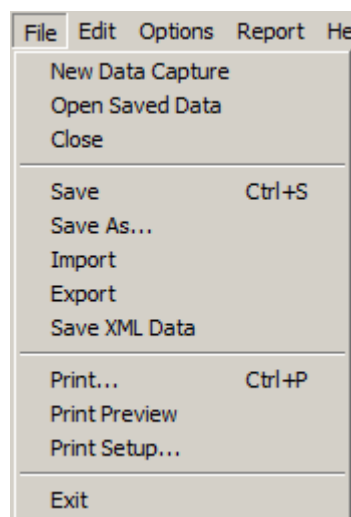 File Edit Options Report He
New Data Capture
Open Saved Data
Close
Save Ctrl+S
Save As...
Import
Export
Save XML Data
Print... Ctrl+P
Print Preview
Print Setup...
Exit